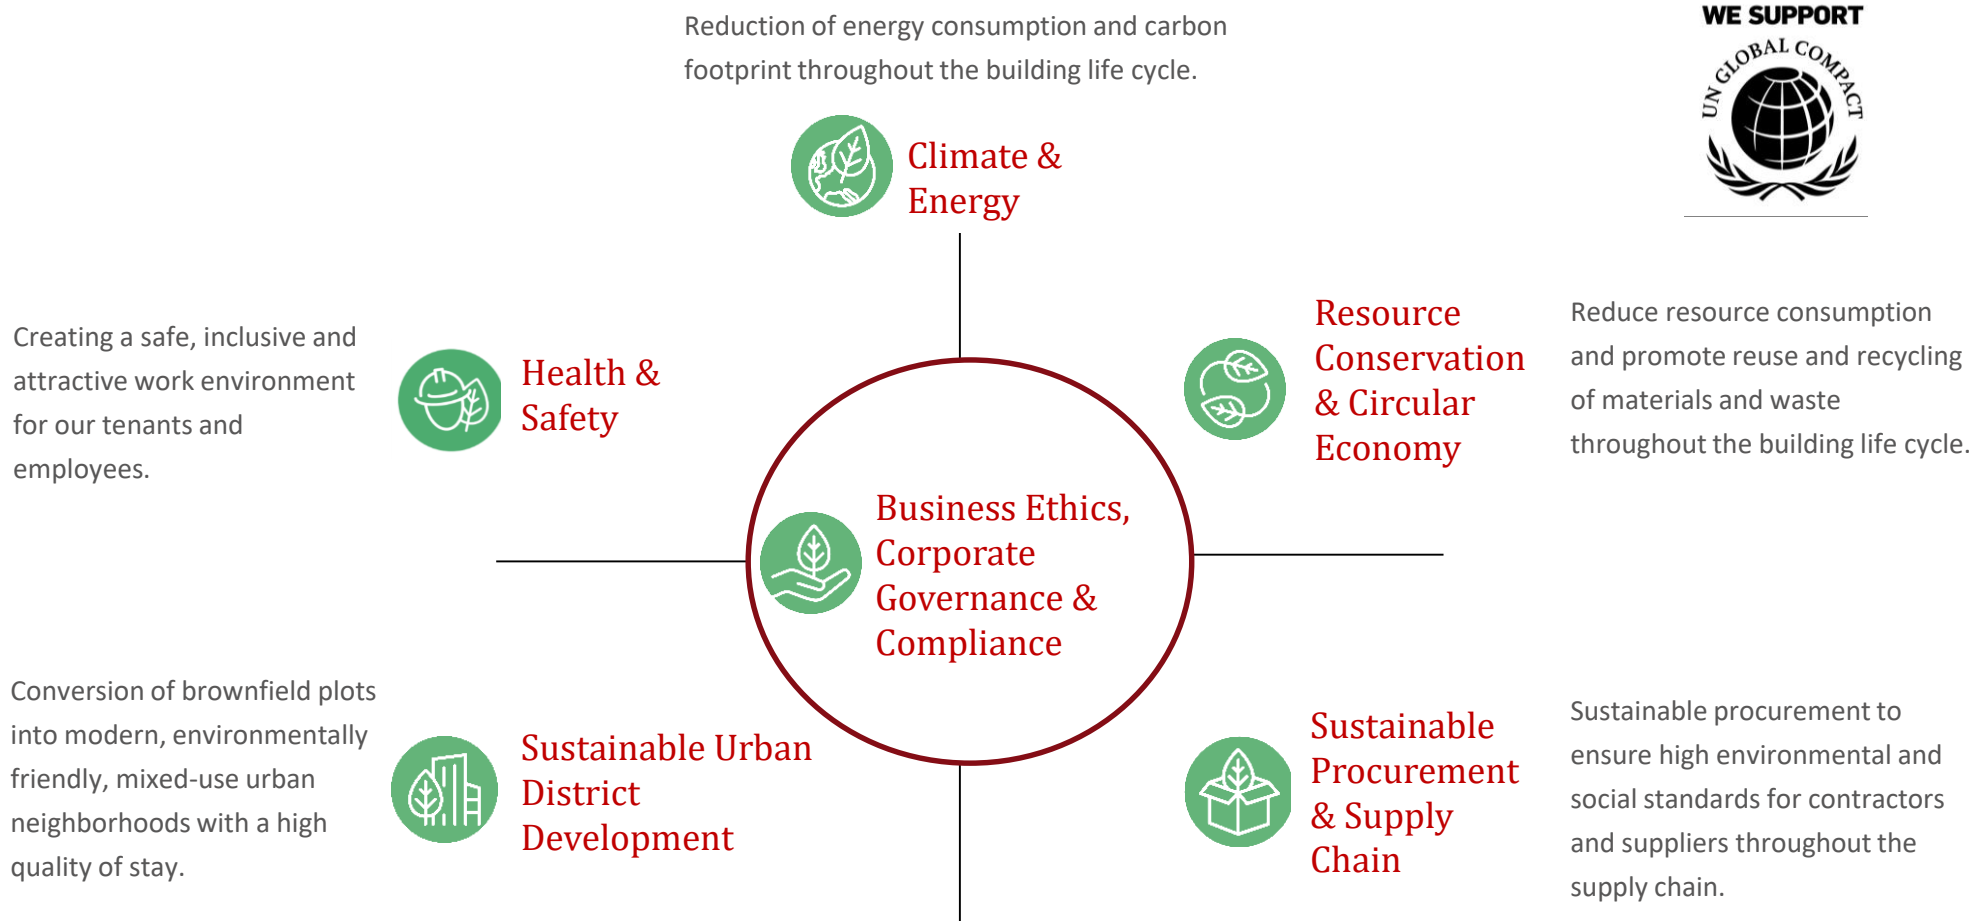 Reduction of energy consumption and carbon
footprint throughout the building life cycle.
WE SUPPORT
UN GLOBAL COMPACT
Climate &
Energy
Creating a safe, inclusive and
attractive work environment
for our tenants and
employees.
Health &
Safety
Resource
Conservation
& Circular
Economy
Reduce resource consumption
and promote reuse and recycling
of materials and waste
throughout the building life cycle.
Business Ethics,
Corporate
Governance &
Compliance
Conversion of brownfield plots
into modern, environmentally
friendly, mixed-use urban
neighborhoods with a high
quality of stay.
Sustainable Urban
District
Development
Sustainable
Procurement
& Supply
Chain
Sustainable procurement to
ensure high environmental and
social standards for contractors
and suppliers throughout the
supply chain.